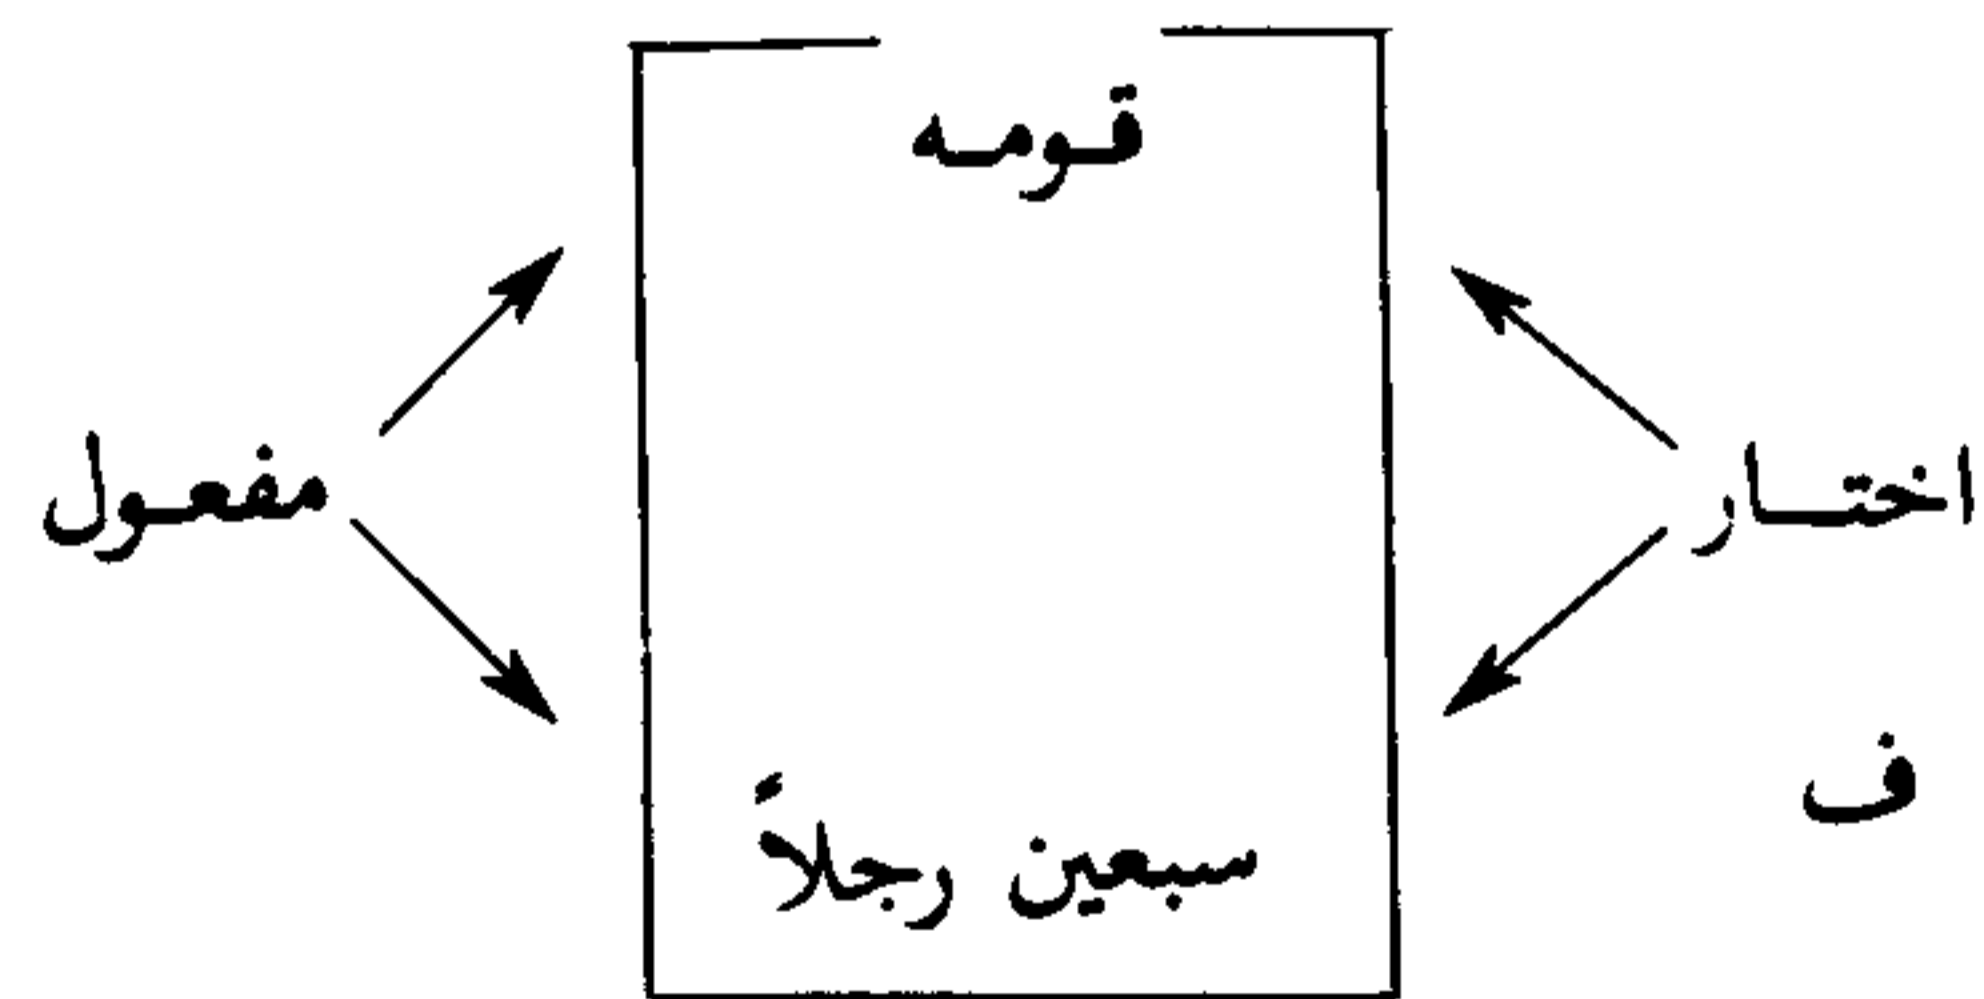 قومه
اختار
مفعول
ف
سبعين رجلاً